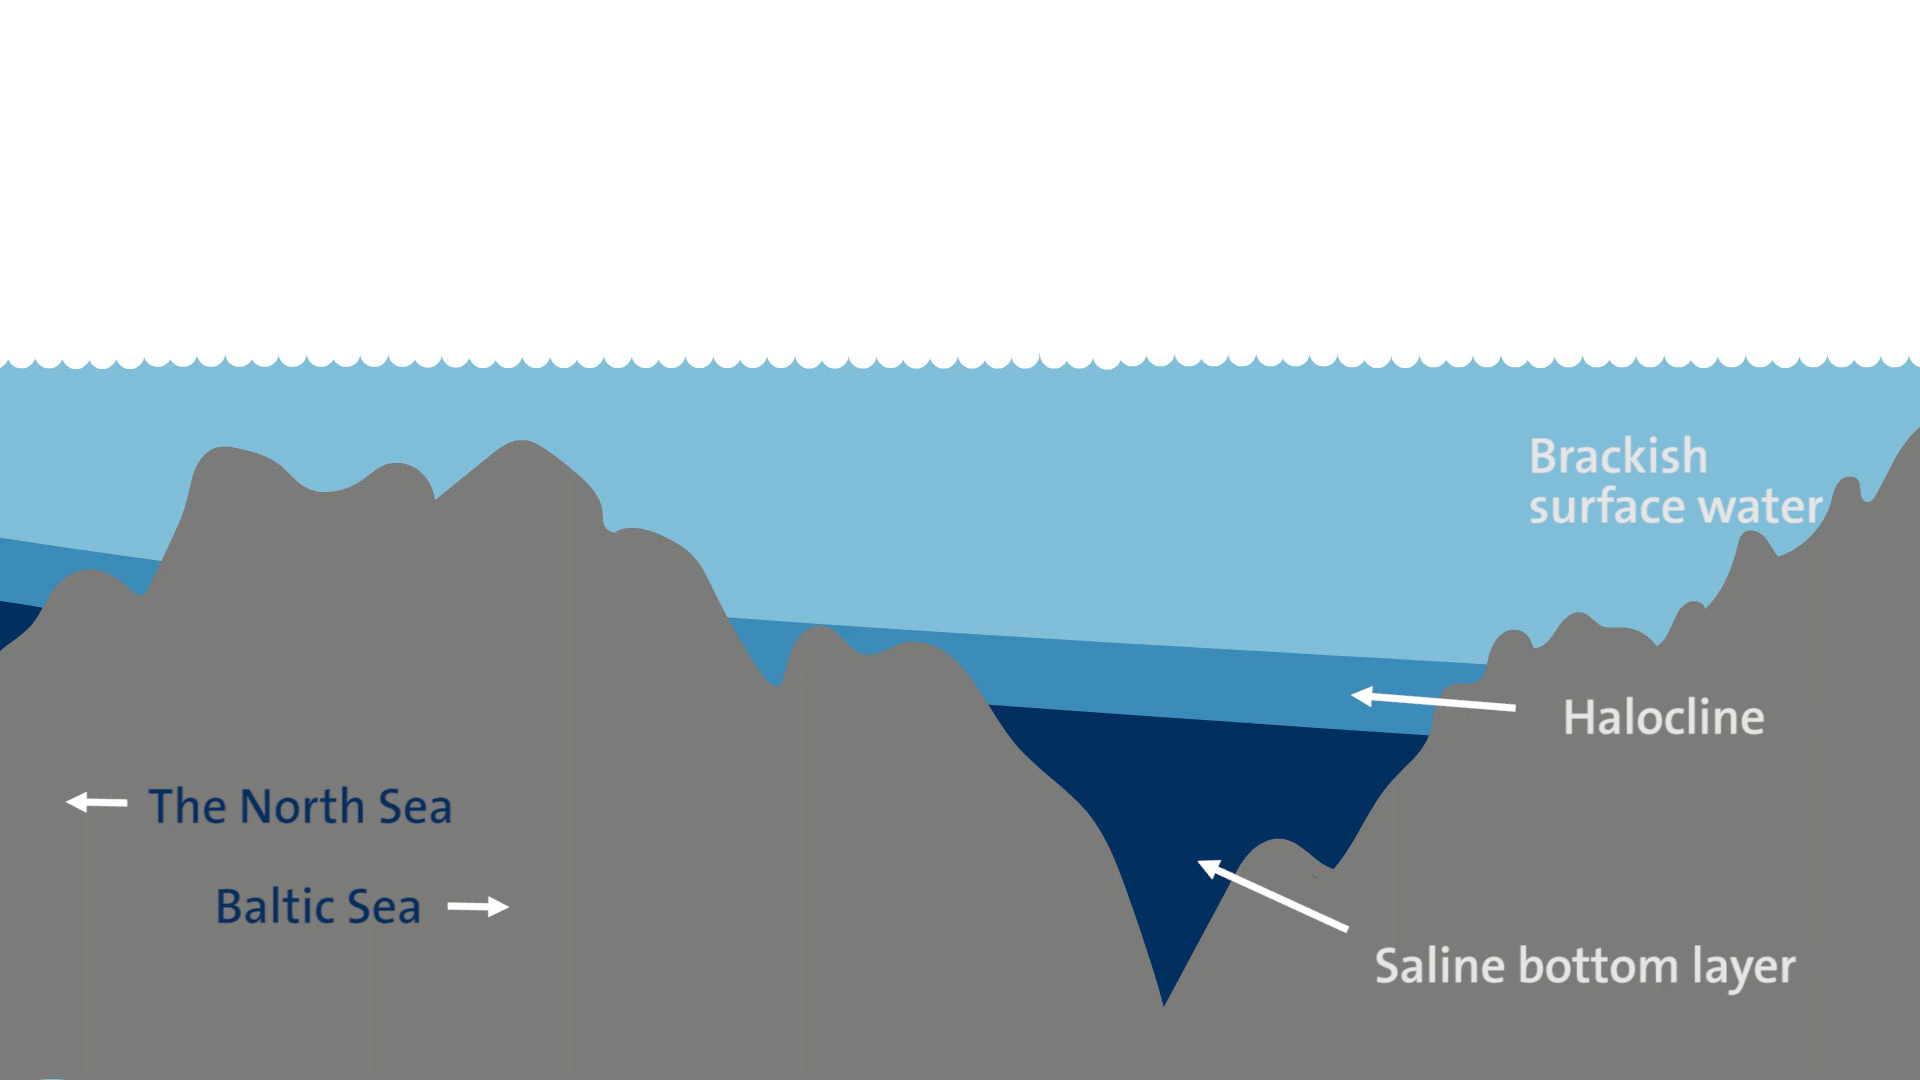 Brackish
surface water
Halocline
The North Sea
Baltic Sea
Saline bottom layer